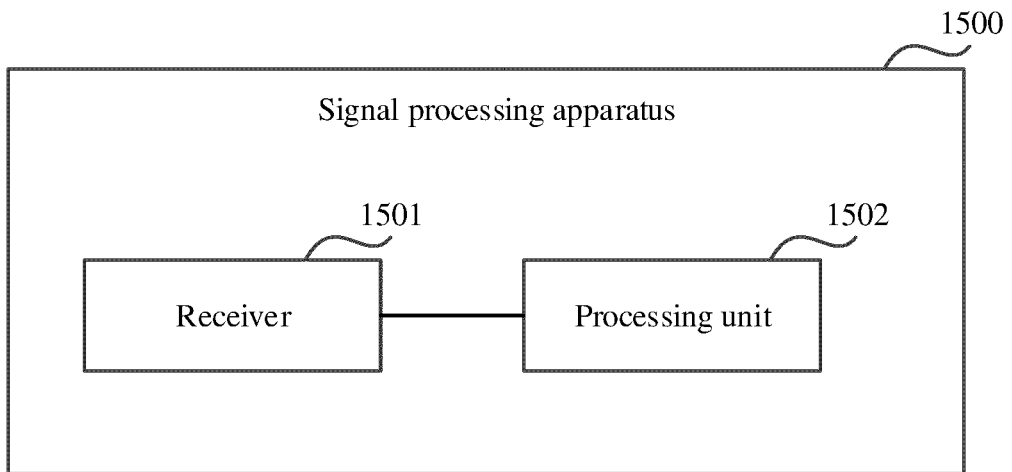 1500
Signal processing apparatus
1501
1502
Receiver
Processing unit